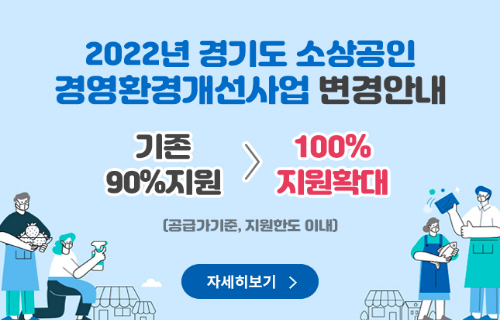 2022년 경기도 소상공인
경영환경개선사업 변경안내
기존
90%지원
100%
지원확대
(공급가기준, 지원한도 이내)
자세히보기